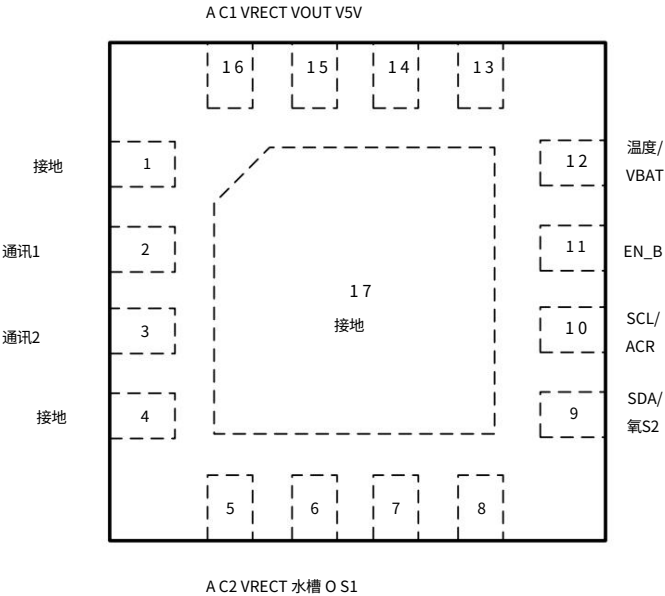 A C1 VRECT VOUT V5V
16 15 14 13
接地 1
12 温度/
VBAT
通讯1 2
11 EN_B
17
接地
通讯2 3
10 SCL/
ACR
接地 4
9 SDA/
氧S2
5 6 7 8
A C2 VRECT 水槽 O S1